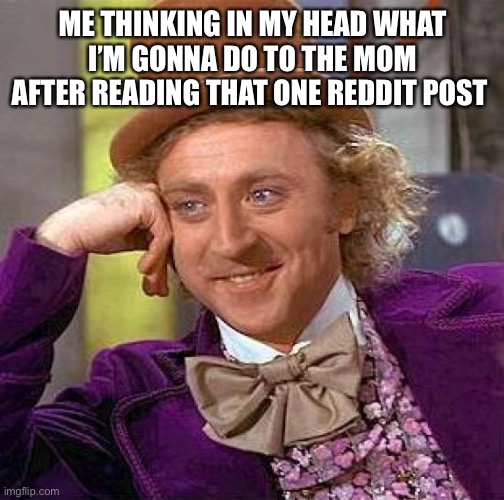 ME THINKING IN MY HEAD WHAT
I'M GONNA DO TO THE MOM
AFTER READING THAT ONE REDDIT POST
imgflip.com